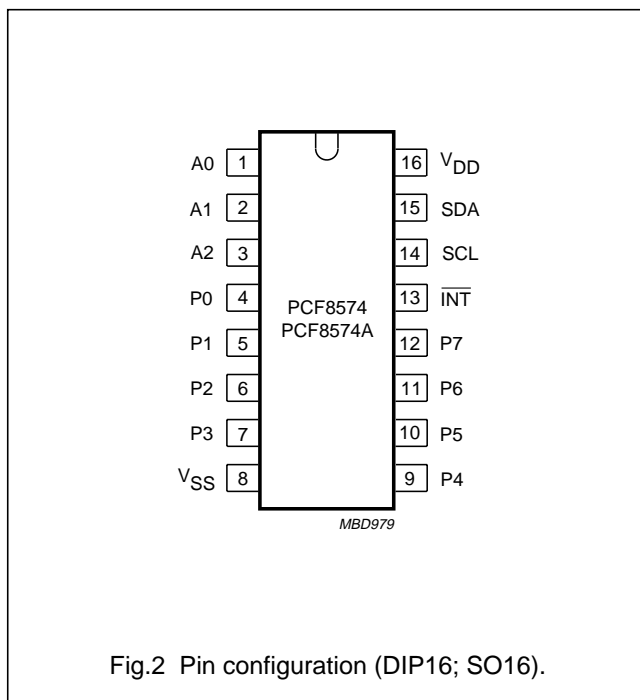 A0 1 16 VDD
A1 2 15 SDA
A2 3 14 SCL
P0 4 13 INT
PCF8574
PCF8574A
P1 5 12 P7
P2 6 11 P6
P3 7 10 P5
VSS 8 9 P4
MBD979
Fig.2 Pin configuration (DIP16; SO16).